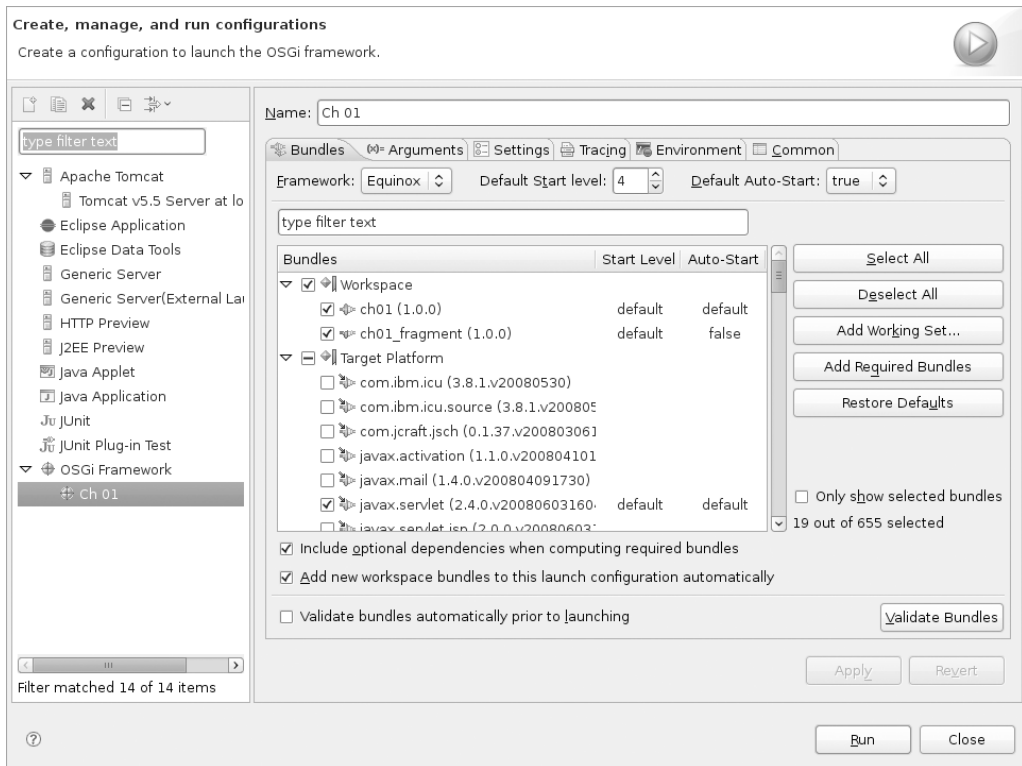 Create, manage, and run configurations
Create a configuration to launch the OSGi framework.
type filter text
Apache Tomcat
Tomcat v5.5 Server at lo
Eclipse Application
Eclipse Data Tools
Generic Server
Generic Server(External Lau
HTTP Preview
J2EE Preview
Java Applet
Java Application
Ju JUnit
JUnit Plug-in Test
OSGi Framework
Ch 01
Filter matched 14 of 14 items
Name: Ch 01
Bundles (x)= Arguments Settings Tracing Environment Common
Framework: Equinox Default Start level: 4 Default Auto-Start: true
type filter text
Bundles Start Level Auto-Start
Workspace
ch01 (1.0.0) default default
ch01_fragment (1.0.0) default false
Target Platform
com.ibm.icu (3.8.1.v20080530)
com.ibm.icu.source (3.8.1.v200805
com.jcraft.jsch (0.1.37.v200803061
javax.activation (1.1.0.v200804101
javax.mail (1.4.0.v200804091730)
javax.servlet (2.4.0.v20080603160 default default
javax.servlet.jsp (2.0.0.v200806031
Select All
Deselect All
Add Working Set...
Add Required Bundles
Restore Defaults
Only show selected bundles
19 out of 655 selected
Include optional dependencies when computing required bundles
Add new workspace bundles to this launch configuration automatically
Validate bundles automatically prior to launching
Validate Bundles
Apply Revert
? Run Close